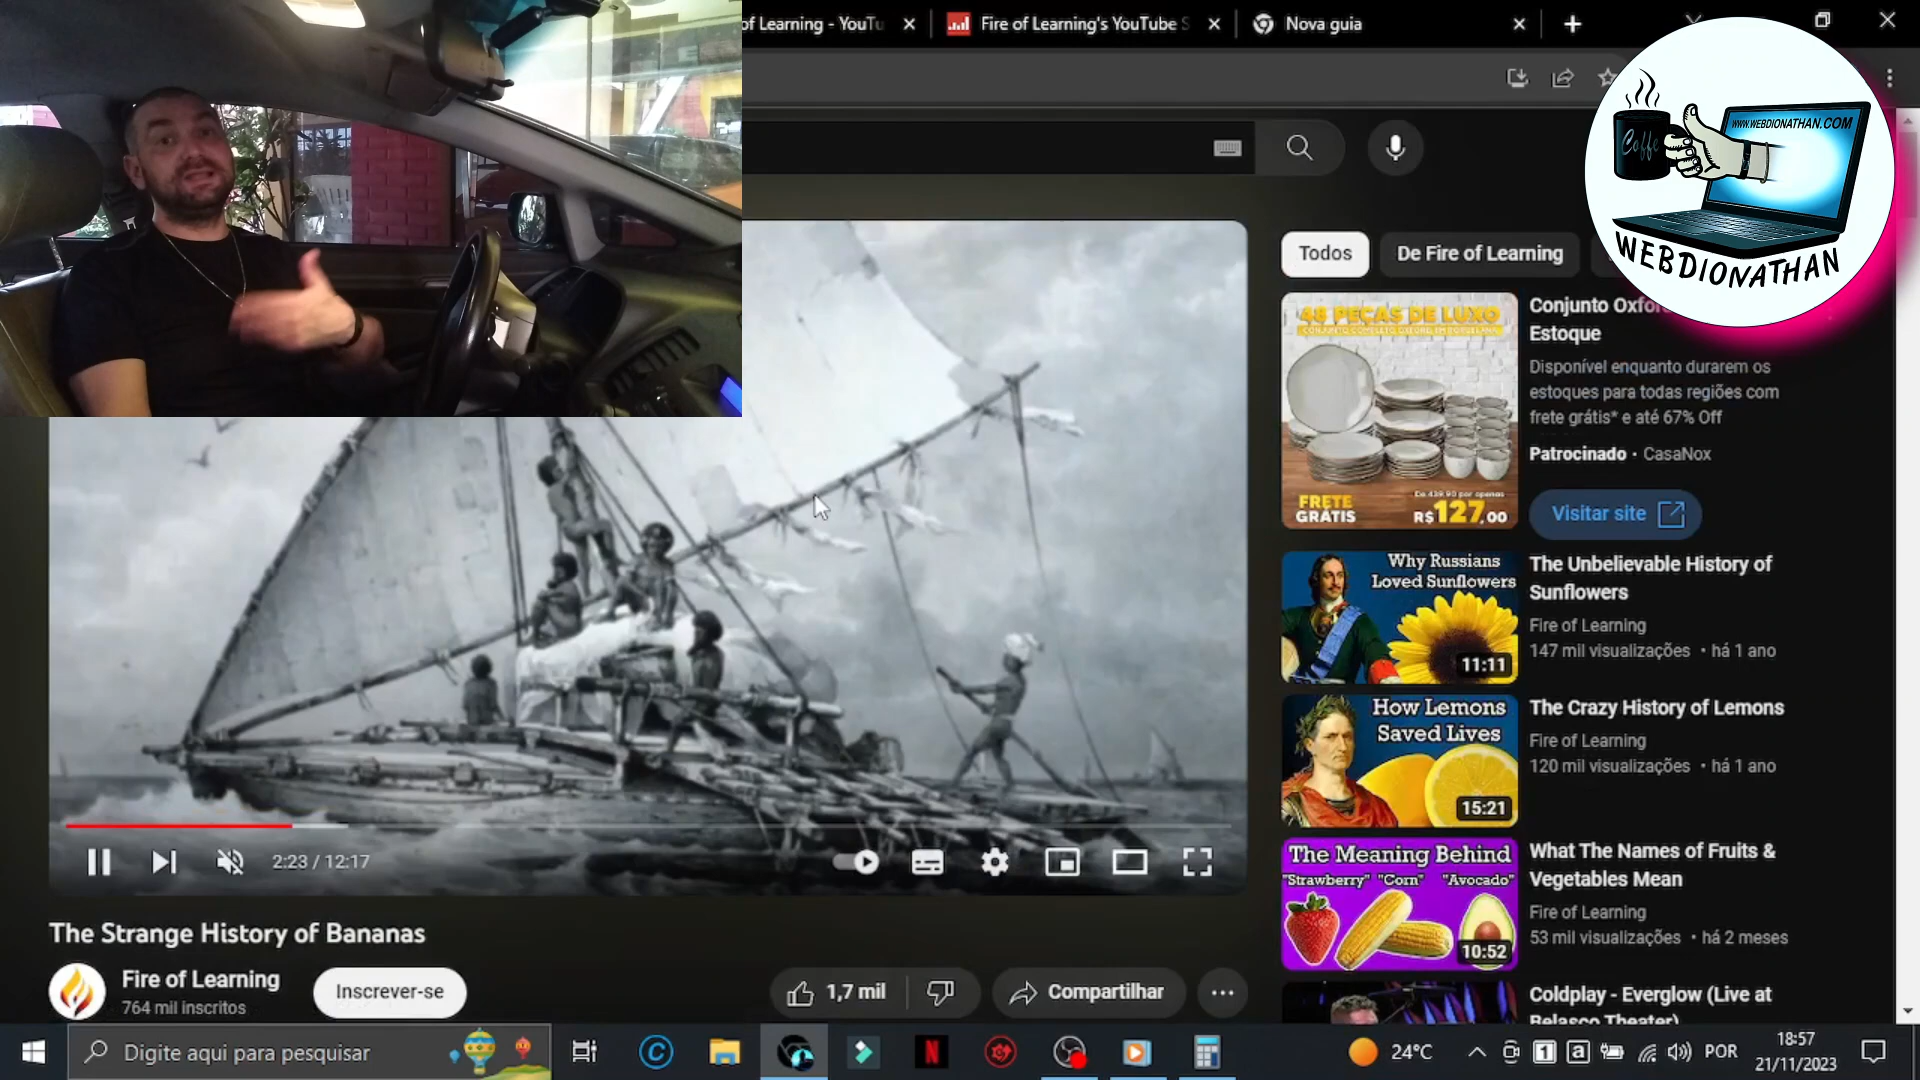 of Learning - YouTu
Fire of Learning's YouTube S
Nova guia
WWW.WEBDIONATHAN.COM
Coffe
WEBDIONATHAN
Todos
De Fire of Learning
48 PEÇAS DE LUXO
FRETE
GRÁTIS
R$127,00
Conjunto Oxfo
Estoque
Disponível enquanto durarem os
estoques para todas regiões com
frete grátis* e até 67% Off
Patrocinado • CasaNox
Visitar site
Why Russians
Loved Sunflowers
11:11
The Unbelievable History of
Sunflowers
Fire of Learning
147 mil visualizações • há 1 ano
How Lemons
Saved Lives
15:21
The Crazy History of Lemons
Fire of Learning
120 mil visualizações • há 1 ano
The Meaning Behind
"Strawberry" "Corn" "Avocado"
10:52
What The Names of Fruits &
Vegetables Mean
Fire of Learning
53 mil visualizações • há 2 meses
Coldplay - Everglow (Live at
Belasco Theater)
2:23 / 12:17
The Strange History of Bananas
Fire of Learning
764 mil inscritos
Inscrever-se
1,7 mil
Compartilhar
Digite aqui para pesquisar
24°C
POR
18:57
21/11/2023